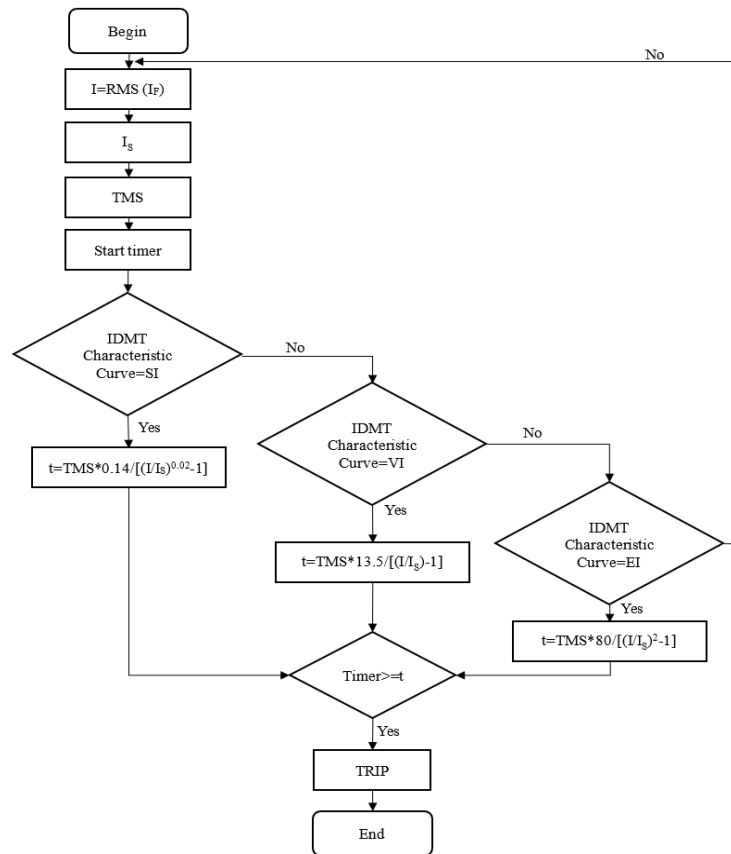 Begin
No
I=RMS (IF)
IS
TMS
Start timer
IDMT
Characteristic
Curve=SI
No
Yes
t=TMS*0.14/[(I/IS)^0.02-1]
IDMT
Characteristic
Curve=VI
No
Yes
t=TMS*13.5/[(I/IS)-1]
IDMT
Characteristic
Curve=EI
Yes
t=TMS*80/[(I/IS)^2-1]
Timer>=t
Yes
TRIP
End